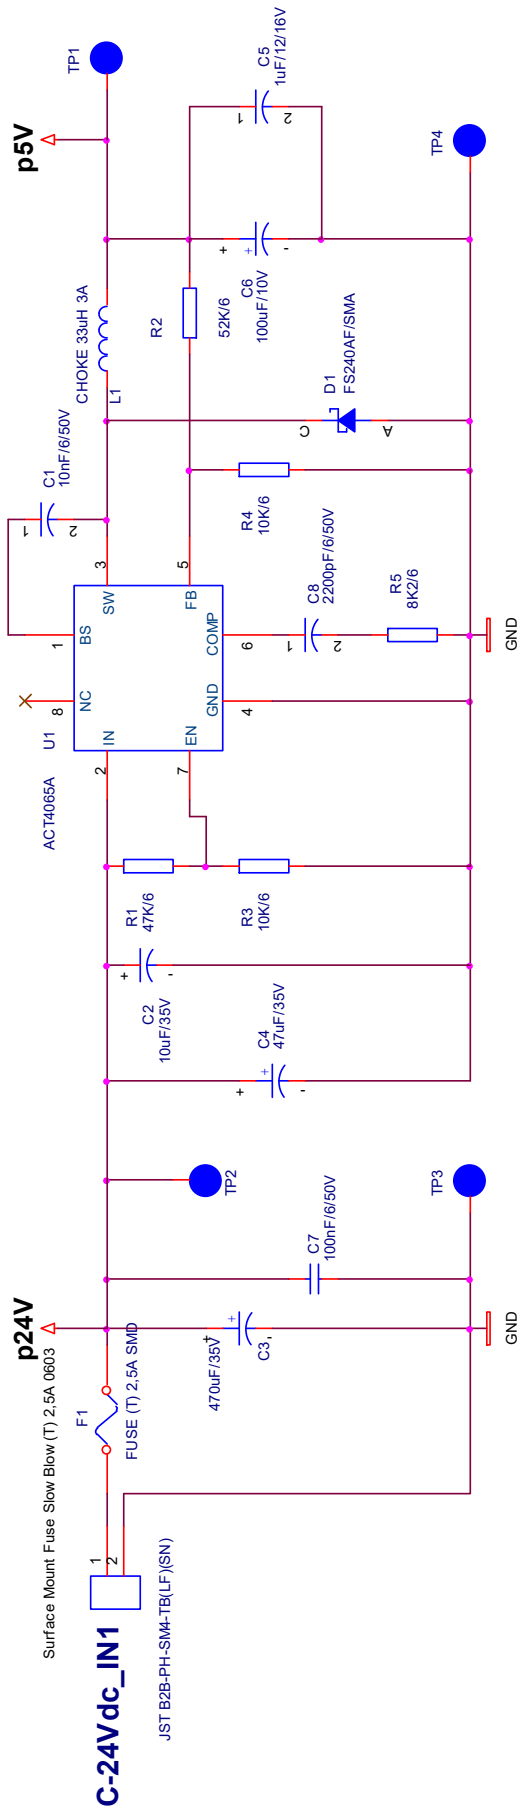 Surface Mount Fuse Slow Blow (T) 2,5A 0603
C-24Vdc_IN1
JST B2B-PH-SM4-TB(LF)(SN)
1
2
F1
FUSE (T) 2,5A SMD
p24V
470uF/35V
+
+
C3
-
GND
C7
100nF/6/50V
TP2
TP3
C4
47uF/35V
+
+
-
C2
10uF/35V
+
-
R1
47K/6
R3
10K/6
ACT4065A
U1
2
IN
8
NC
1
BS
3
SW
7
EN
4
GND
6
COMP
5
FB
C1
10nF/6/50V
1
2
C8
2200pF/6/50V
1
2
R5
8K2/6
GND
R4
10K/6
CHOKE 33uH 3A
L1
D1
FS240AF/SMA
C
A
R2
52K/6
C6
100uF/10V
+
+
-
p5V
TP1
C5
1uF/12/16V
1
2
TP4